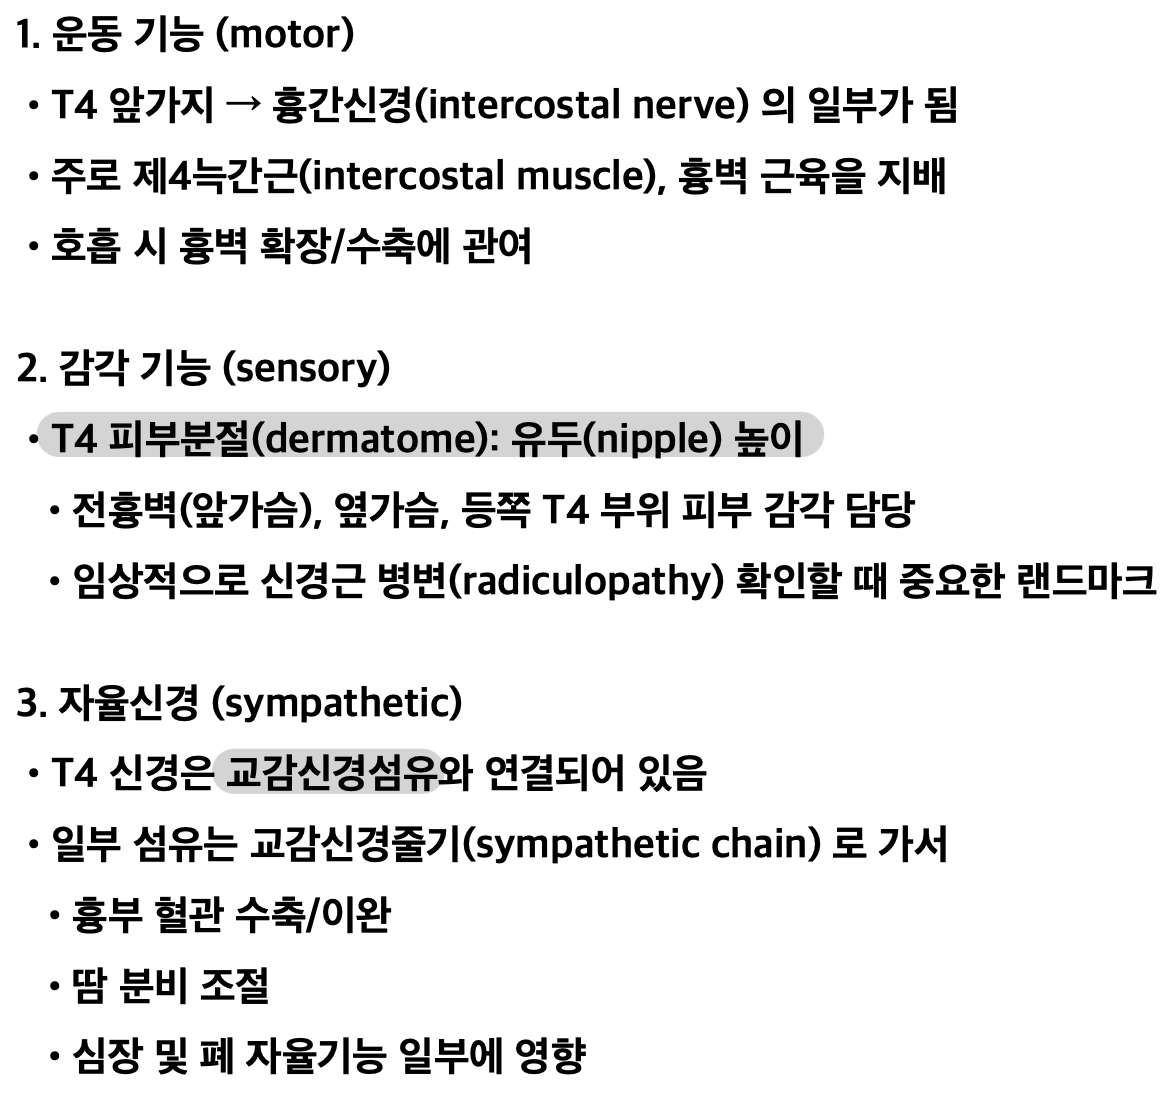 1. 운동 기능 (motor)
• T4 앞가지 → 흉간신경(intercostal nerve) 의 일부가 됨
• 주로 제4늑간근(intercostal muscle), 흉벽 근육을 지배
• 호흡 시 흉벽 확장/수축에 관여
2. 감각 기능 (sensory)
• T4 피부분절(dermatome): 유두(nipple) 높이
• 전흉벽(앞가슴), 옆가슴, 등쪽 T4 부위 피부 감각 담당
• 임상적으로 신경근 병변(radiculopathy) 확인할 때 중요한 랜드마크
3. 자율신경 (sympathetic)
• T4 신경은 교감신경섬유와 연결되어 있음
• 일부 섬유는 교감신경줄기(sympathetic chain) 로 가서
• 흉부 혈관 수축/이완
• 땀 분비 조절
• 심장 및 폐 자율기능 일부에 영향